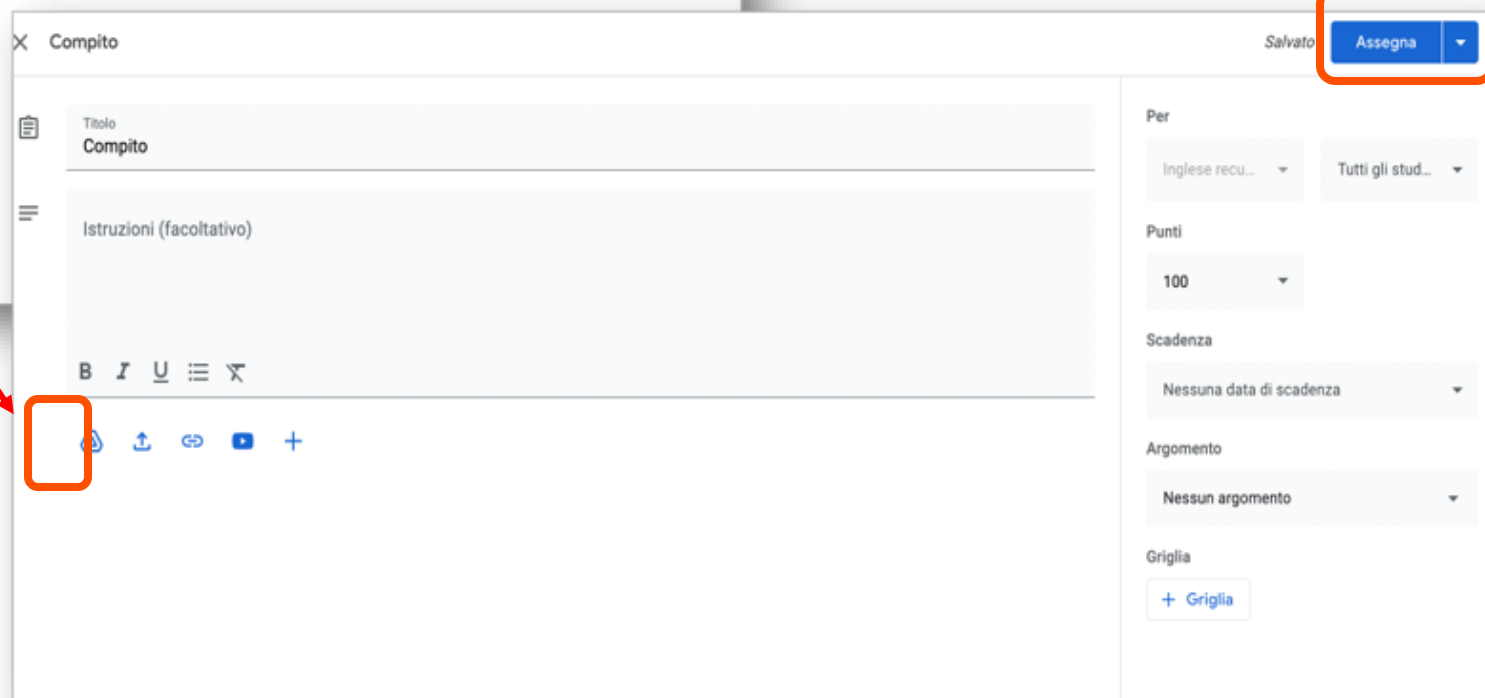 Compito
Salvato
Assegna
Titolo
Compito
Istruzioni (facoltativo)
B I U
Per
Inglese recu...
Tutti gli stud...
Punti
100
Scadenza
Nessuna data di scadenza
Argomento
Nessun argomento
Griglia
+ Griglia